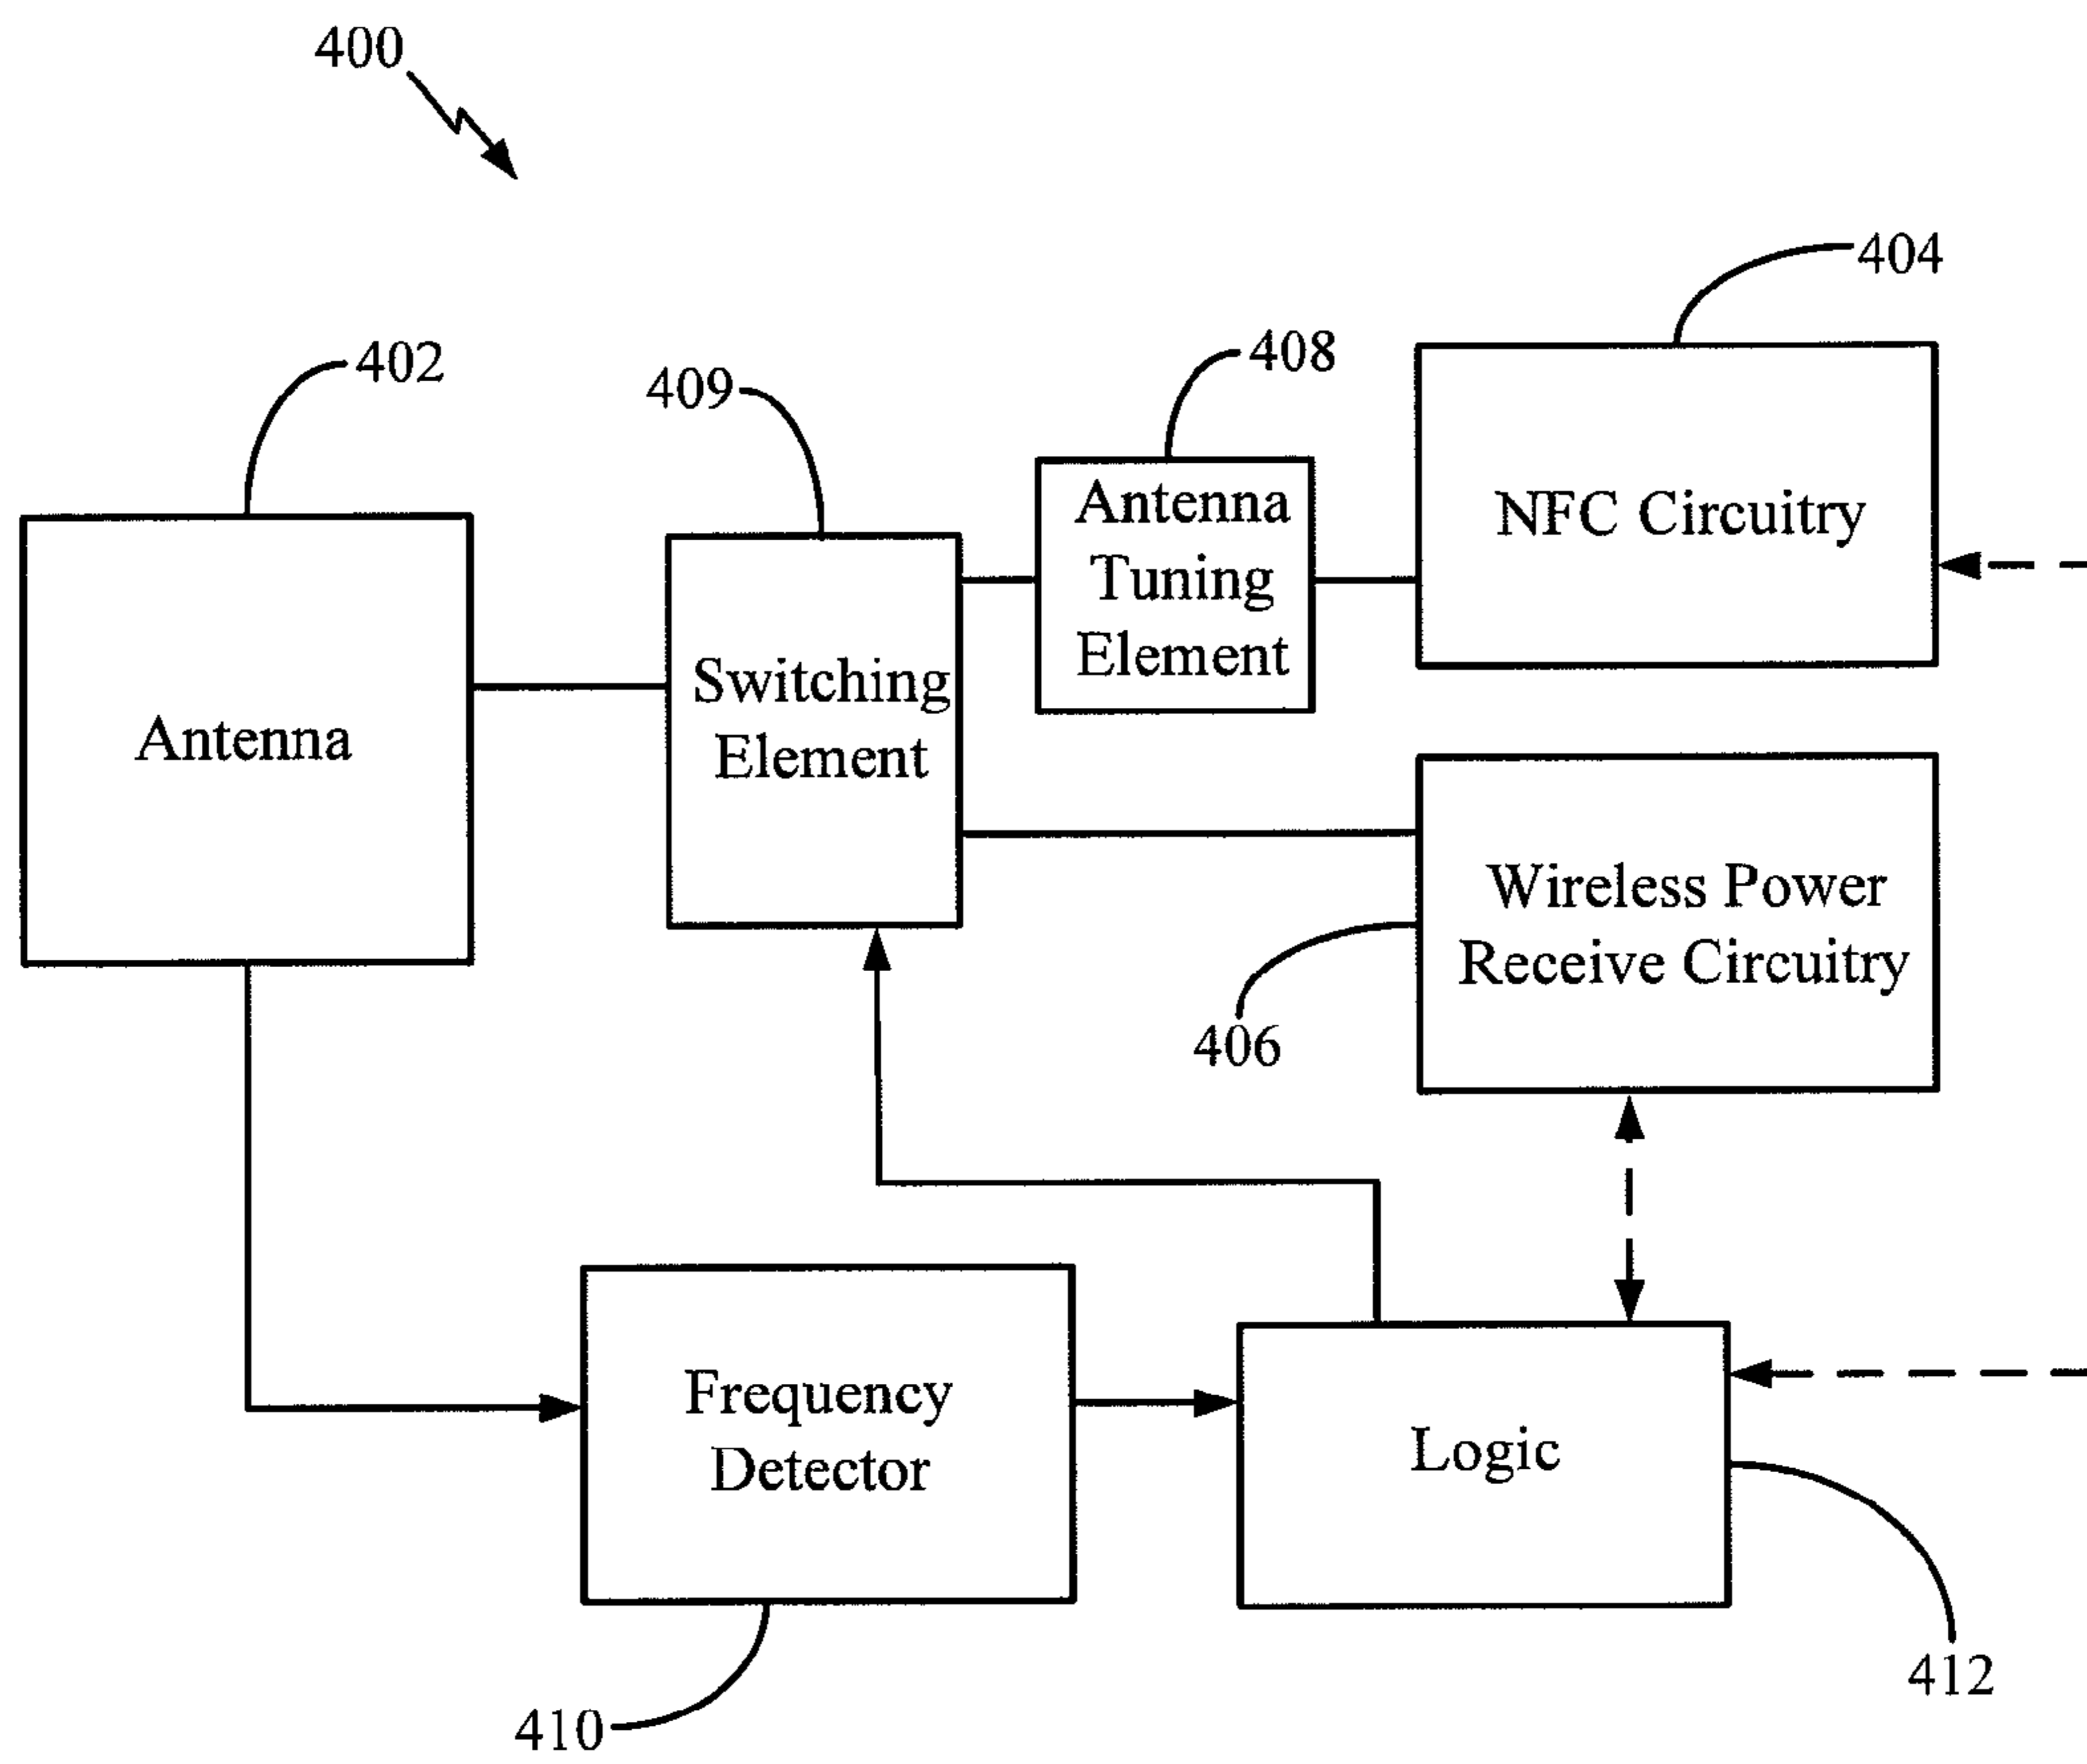 400
404
402
409
408
Antenna
Tuning
Element
NFC Circuitry
Antenna
Switching
Element
Wireless Power
Receive Circuitry
406
Frequency
Detector
Logic
410
412